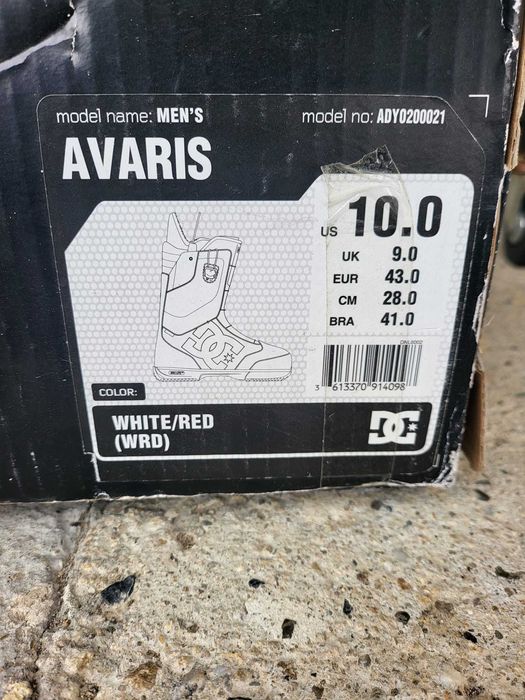 model name: MEN'S
model no: ADYO200021
AVARIS
US 10.0
UK 9.0
EUR 43.0
CM 28.0
BRA 41.0
DNL0002
3 613370 914098
COLOR:
WHITE/RED
(WRD)
DC